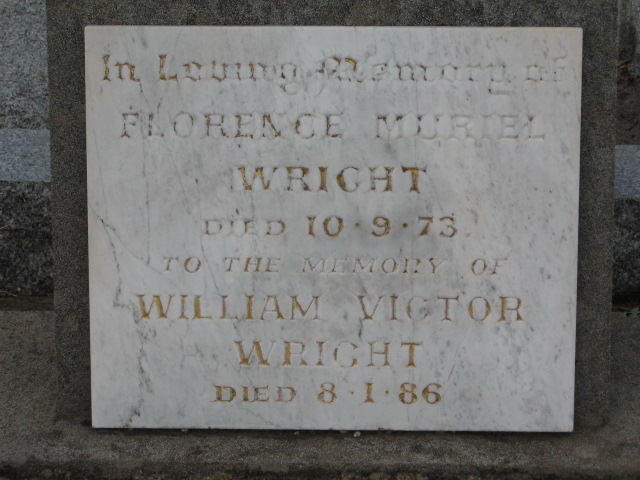 In Loving Memory of
FLORENCE MURIEL
WRIGHT
DIED 10·9·73
TO THE MEMORY OF
WILLIAM VICTOR
WRIGHT
DIED 8·1·86